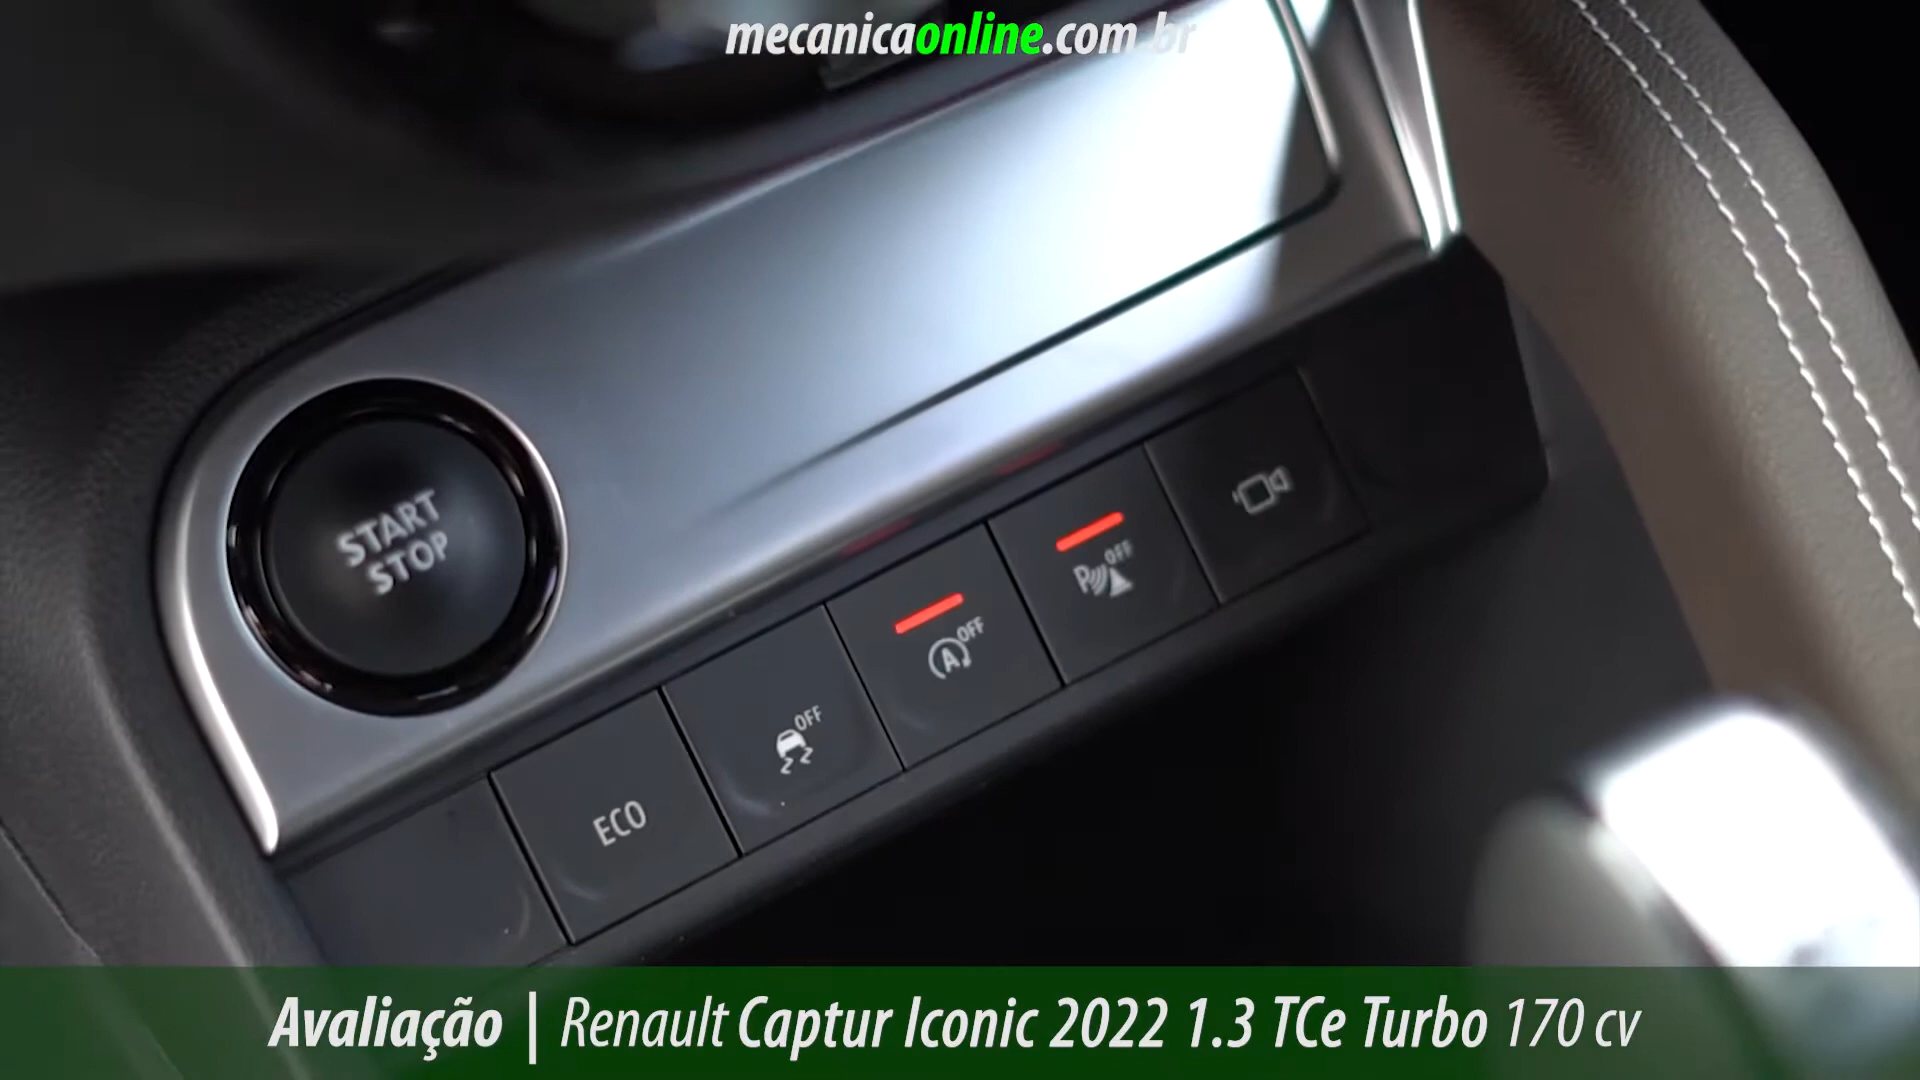 mecanicaonline.com.br
START
STOP
P OFF
A OFF
OFF
ECO
Avaliação | Renault Captur Iconic 2022 1.3 TCe Turbo 170 cv